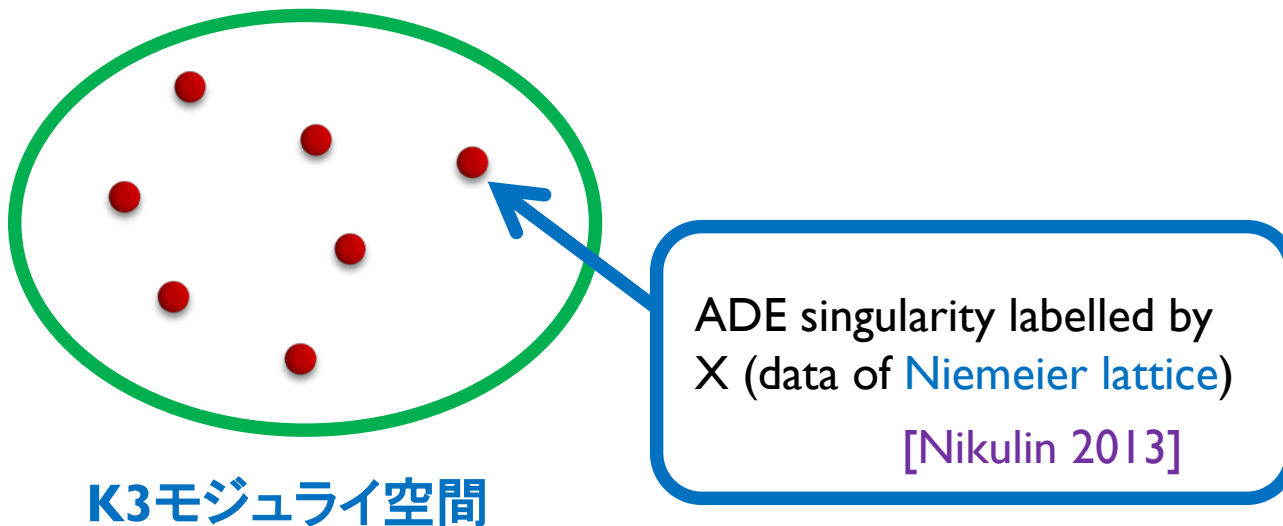 ADE singularity labelled by
X (data of Niemeier lattice)
[Nikulin 2013]
K3モジュライ空間